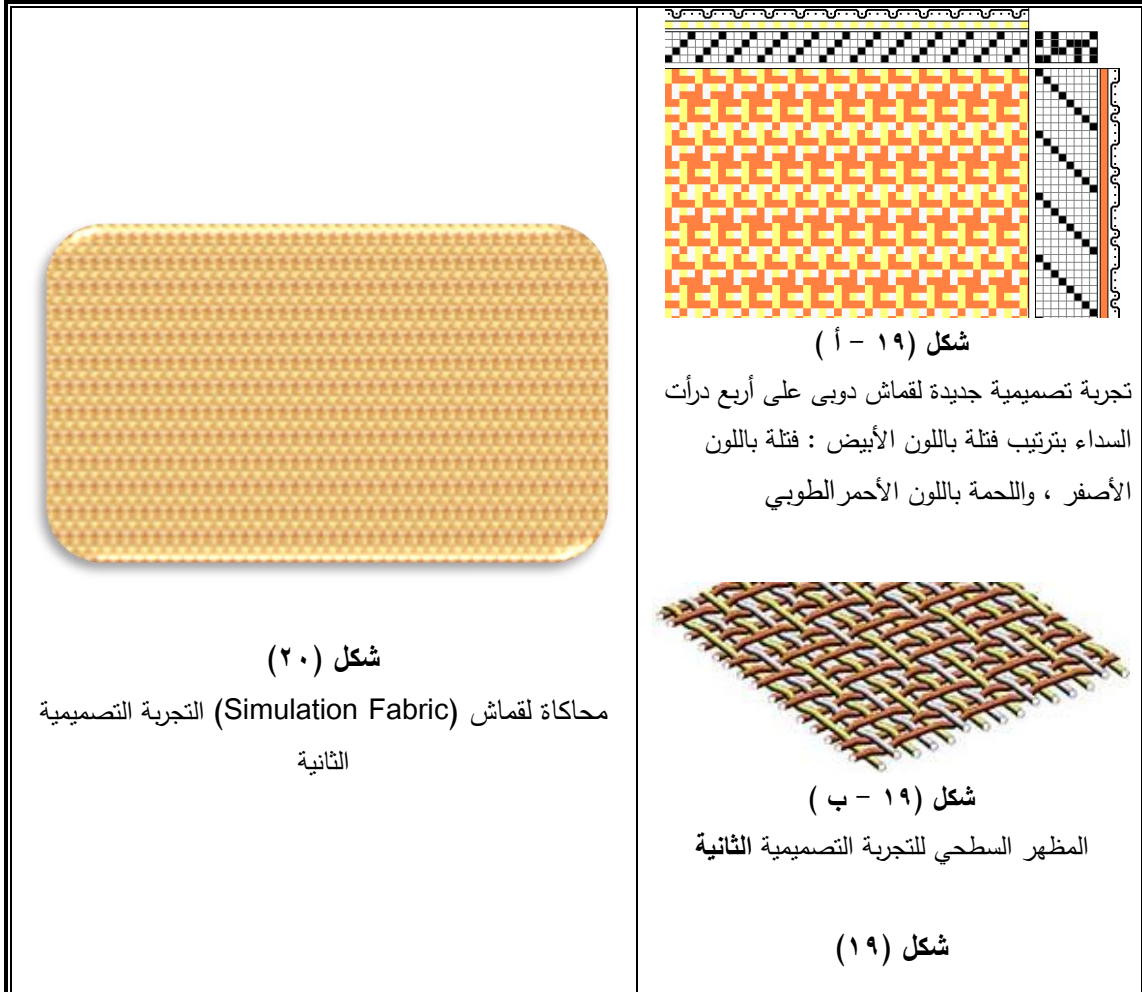 شكل (١٩ - أ )
تجربة تصميمية جديدة لقماش دوبى على أربع درأت
السداء بترتيب فتلة باللون الأبيض : فتلة باللون
الأصفر ، واللحمة باللون الأحمر الطوبي
شكل (١٩ - ب )
المظهر السطحي للتجربة التصميمية الثانية
شكل (١٩)
شكل (٢٠)
محاكاة لقماش (Simulation Fabric) التجربة التصميمية
الثانية